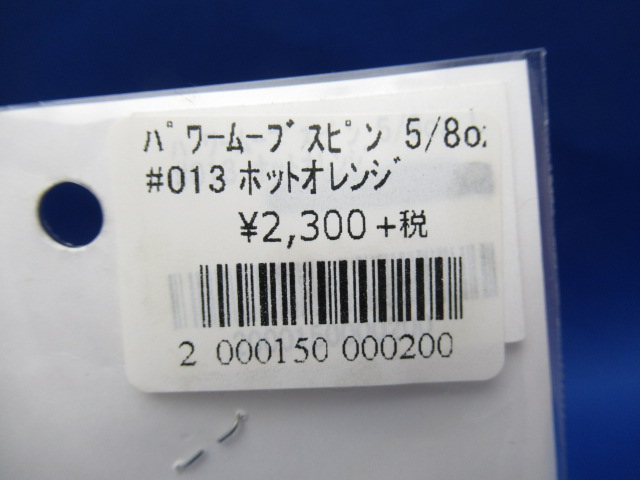 ﾊﾟﾜｰﾑｰﾌﾞｽﾋﾟﾝ 5/8oz
#013 ﾎｯﾄｵﾚﾝｼﾞ
¥2,300+税
2 000150 000200